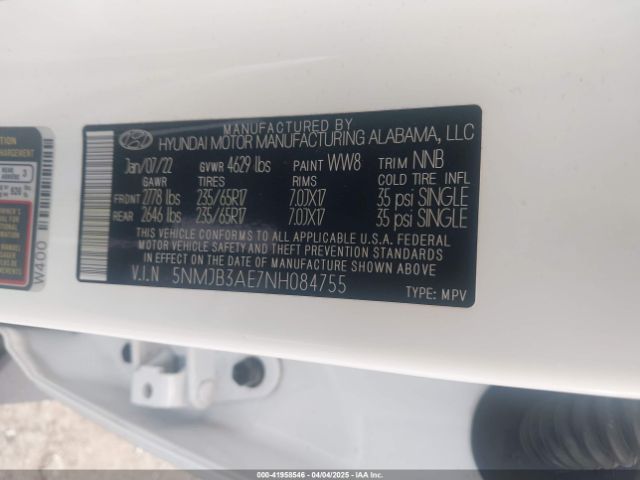 MANUFACTURED BY
HYUNDAI MOTOR MANUFACTURING ALABAMA, LLC
Jan/07/22 GVWR 4629 lbs PAINT WW8 TRIM NNB
GAWR TIRES RIMS COLD TIRE INFL
FRONT 2778 lbs 235/65R17 7.0JX17 35 psi SINGLE
REAR 2646 lbs 235/65R17 7.0JX17 35 psi SINGLE
THIS VEHICLE CONFORMS TO ALL APPLICABLE U.S.A. FEDERAL
MOTOR VEHICLE SAFETY AND THEFT PREVENTION STANDARDS
IN EFFECT ON THE DATE OF MANUFACTURE SHOWN ABOVE.
V.I.N 5NMJB3AE7NH084755
TYPE: MPV
W400
3
000-41958546 - 04/04/2025 - COPYRIGHT IAA, LLC.